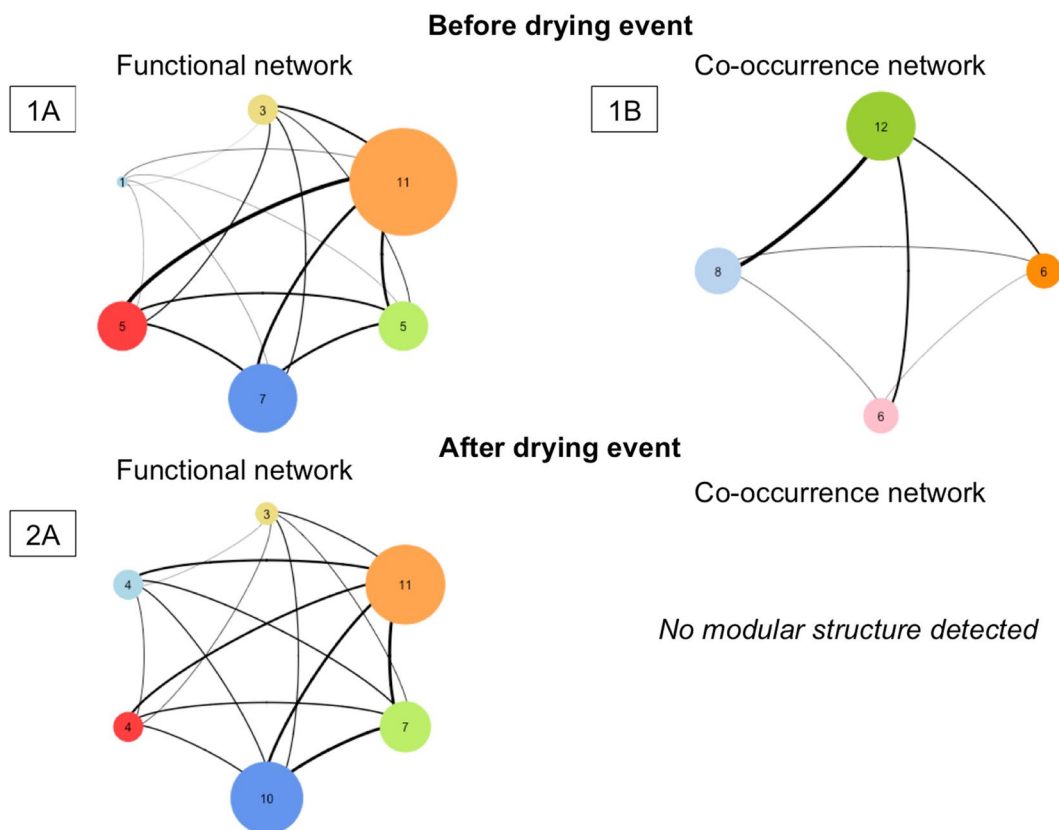 Before drying event
Functional network
Co-occurrence network
1A
1B
3
11
1
5
5
7
12
8
6
6
After drying event
Functional network
Co-occurrence network
2A
3
4
11
4
7
10
No modular structure detected